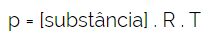 p = [substância] . R . T